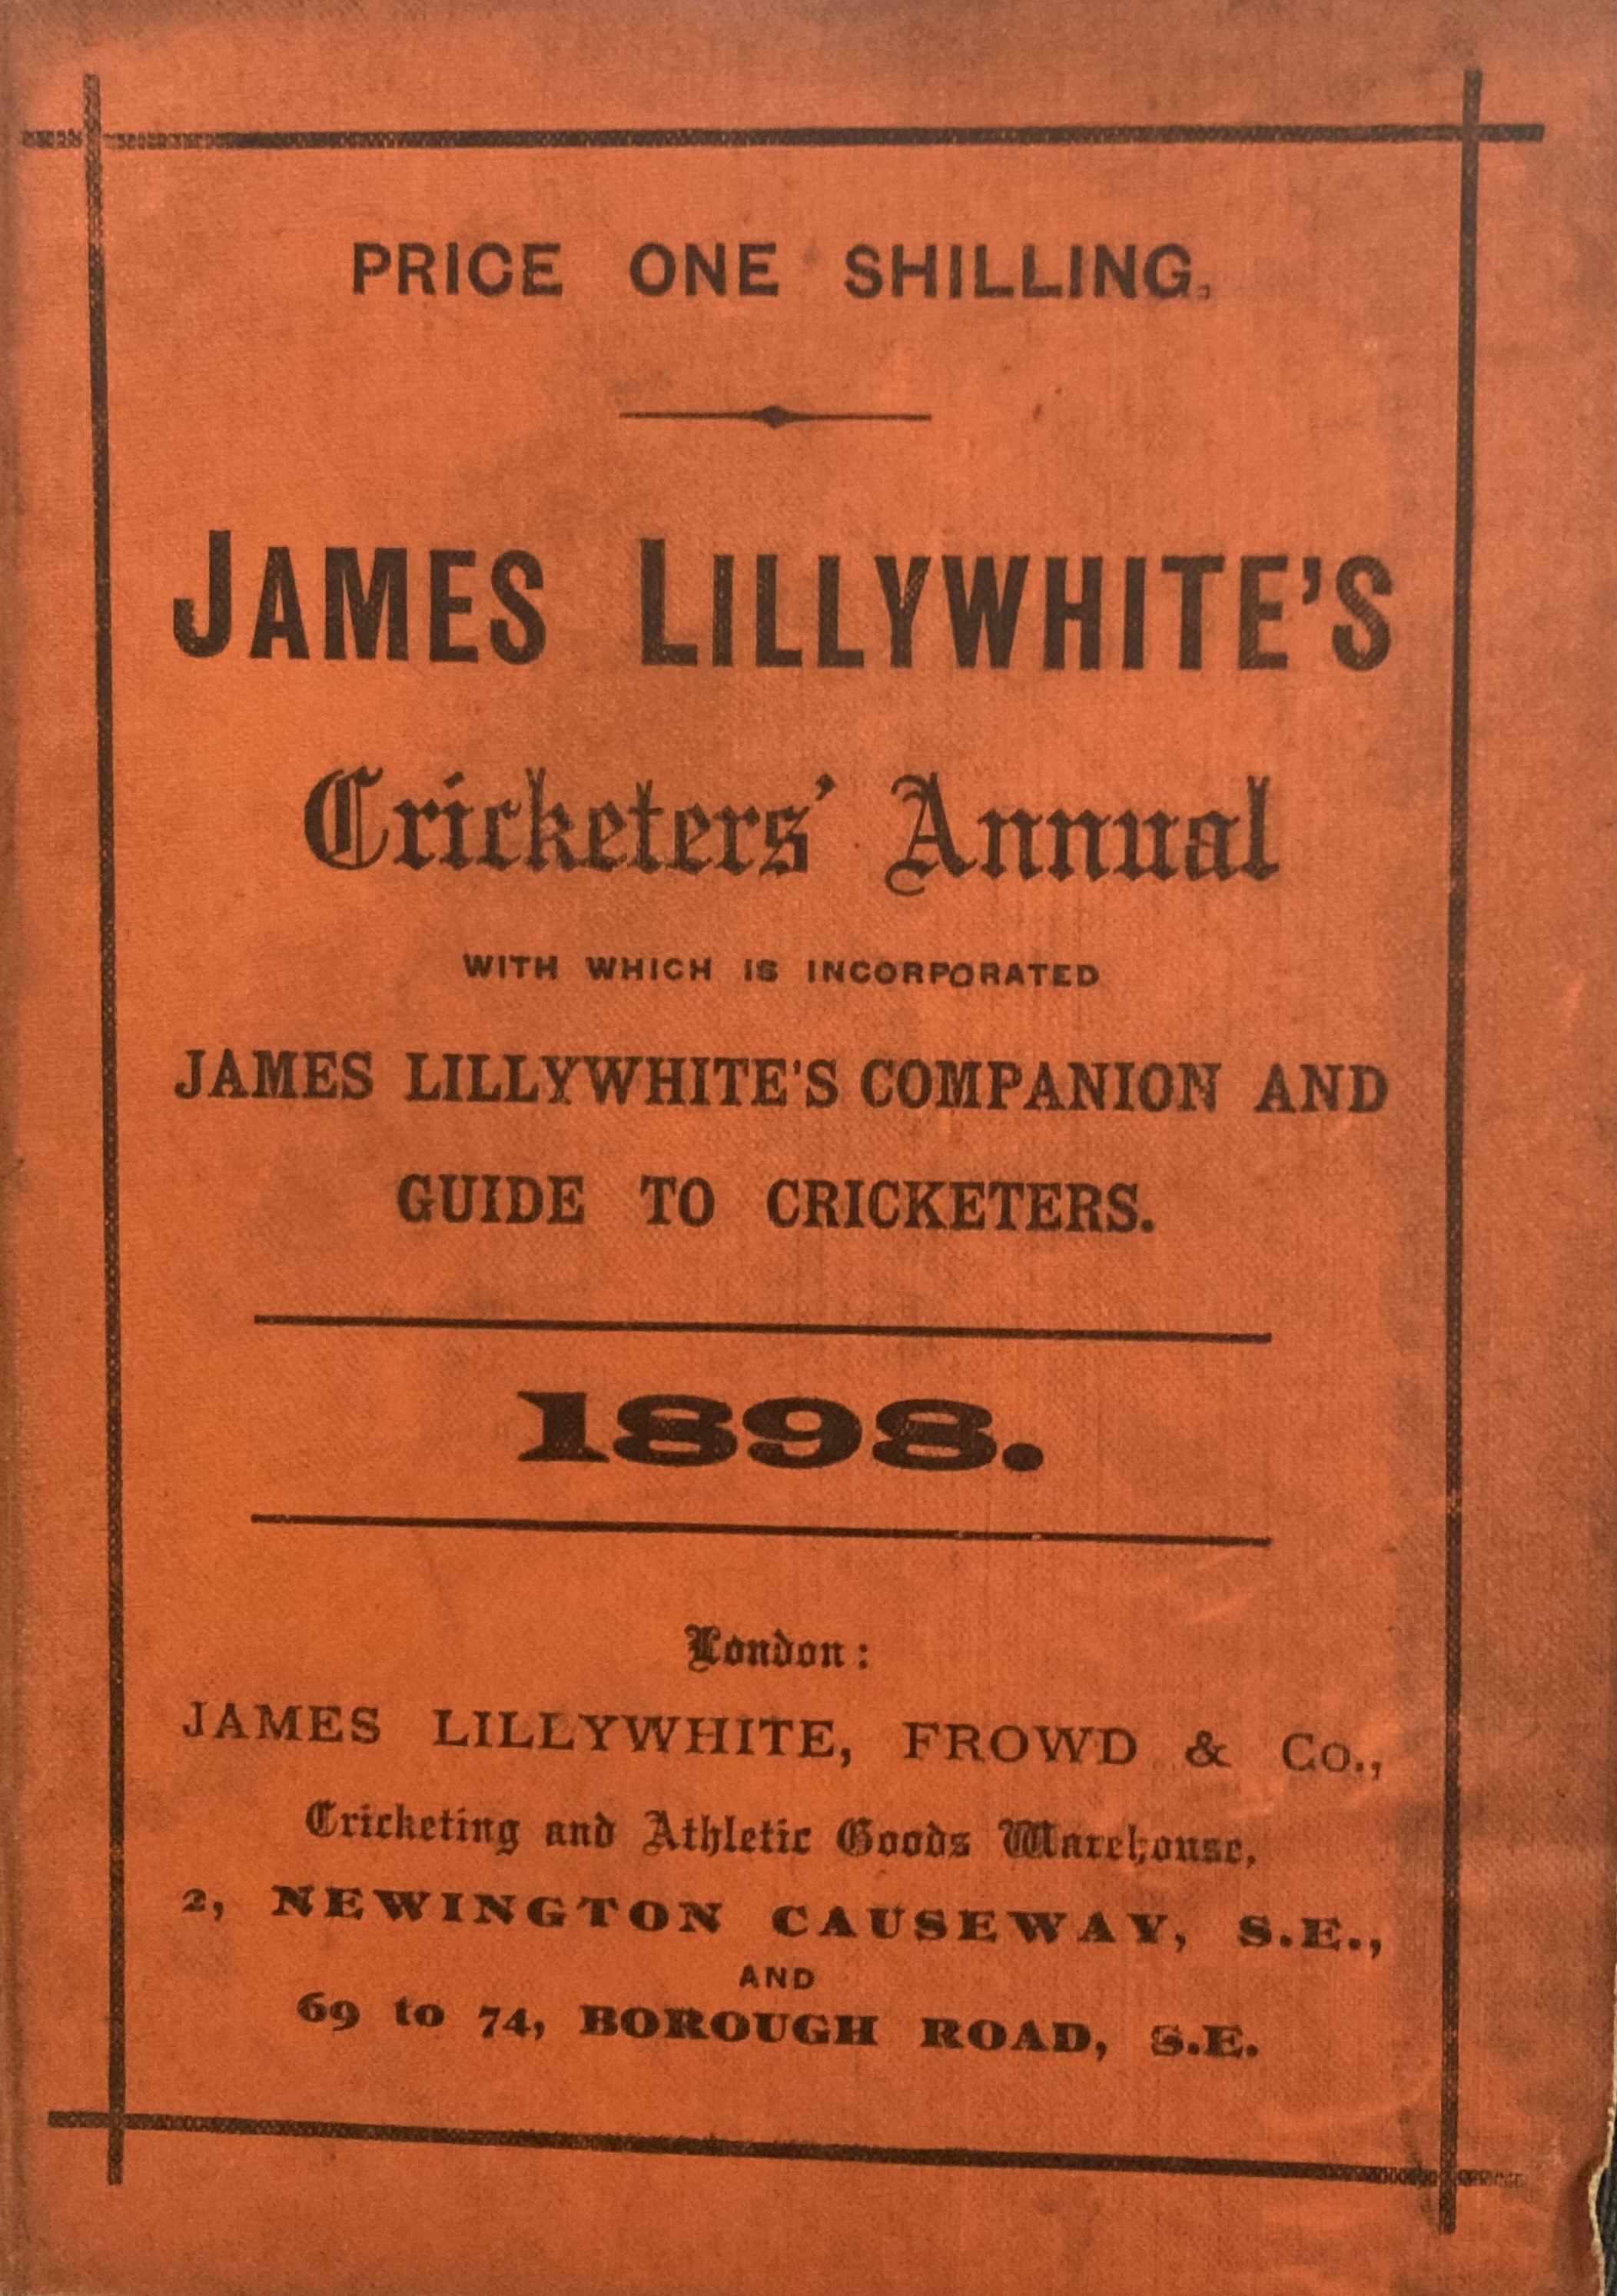 PRICE ONE SHILLING,
JAMES LILLYWHITE'S
Cricketers' Annual
WITH WHICH IS INCORPORATED
JAMES LILLYWHITE'S COMPANION AND
GUIDE TO CRICKETERS.
1898.
London:
JAMES LILLYWHITE, FROWD & Co.,
Cricketing and Athletic Goods Warehouse,
2, NEWINGTON CAUSEWAY, S.E.,
AND
69 to 74, BOROUGH ROAD, S.E.